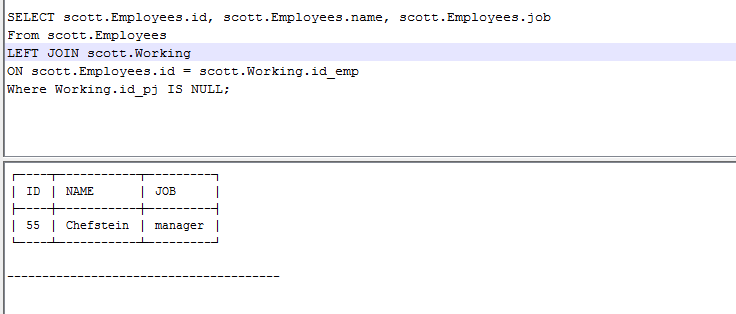 SELECT scott.Employees.id, scott.Employees.name, scott.Employees.job
From scott.Employees
LEFT JOIN scott.Working
ON scott.Employees.id = scott.Working.id_emp
Where Working.id_pj IS NULL;
ID | NAME | JOB
55 | Chefstein | manager
---------------------------------------